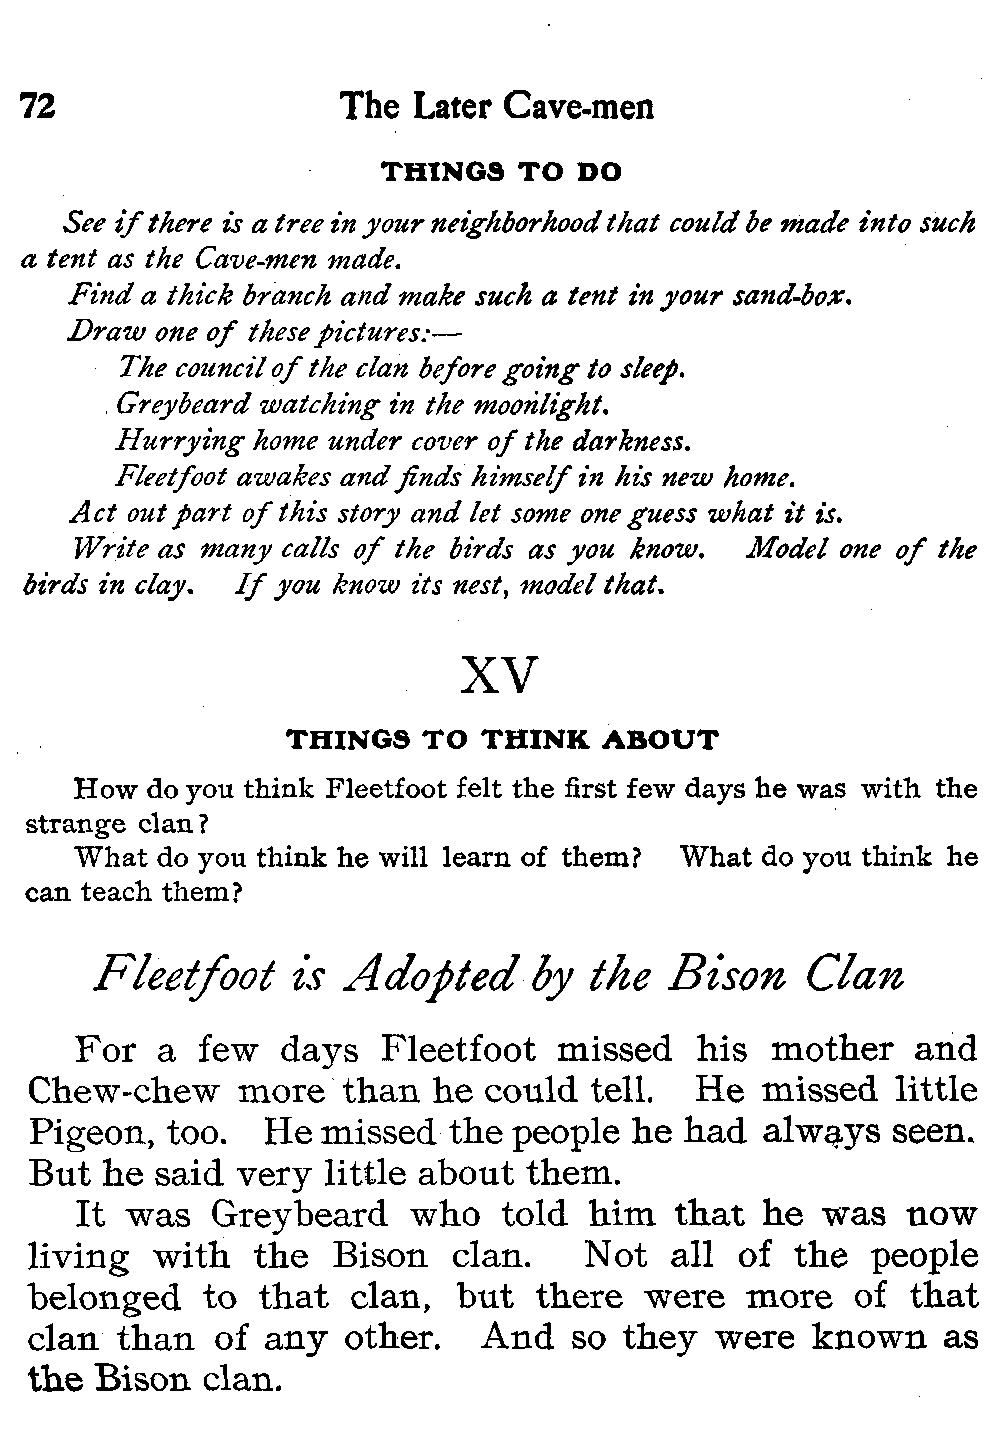 72 The Later Cave-men
THINGS TO DO
See if there is a tree in your neighborhood that could be made into such
a tent as the Cave-men made.
Find a thick branch and make such a tent in your sand-box.
Draw one of these pictures:—
The council of the clan before going to sleep.
Greybeard watching in the moonlight.
Hurrying home under cover of the darkness.
Fleetfoot awakes and finds himself in his new home.
Act out part of this story and let some one guess what it is.
Write as many calls of the birds as you know. Model one of the
birds in clay. If you know its nest, model that.
XV
THINGS TO THINK ABOUT
How do you think Fleetfoot felt the first few days he was with the
strange clan?
What do you think he will learn of them? What do you think he
can teach them?
Fleetfoot is Adopted by the Bison Clan
For a few days Fleetfoot missed his mother and
Chew-chew more than he could tell. He missed little
Pigeon, too. He missed the people he had always seen.
But he said very little about them.
It was Greybeard who told him that he was now
living with the Bison clan. Not all of the people
belonged to that clan, but there were more of that
clan than of any other. And so they were known as
the Bison clan.